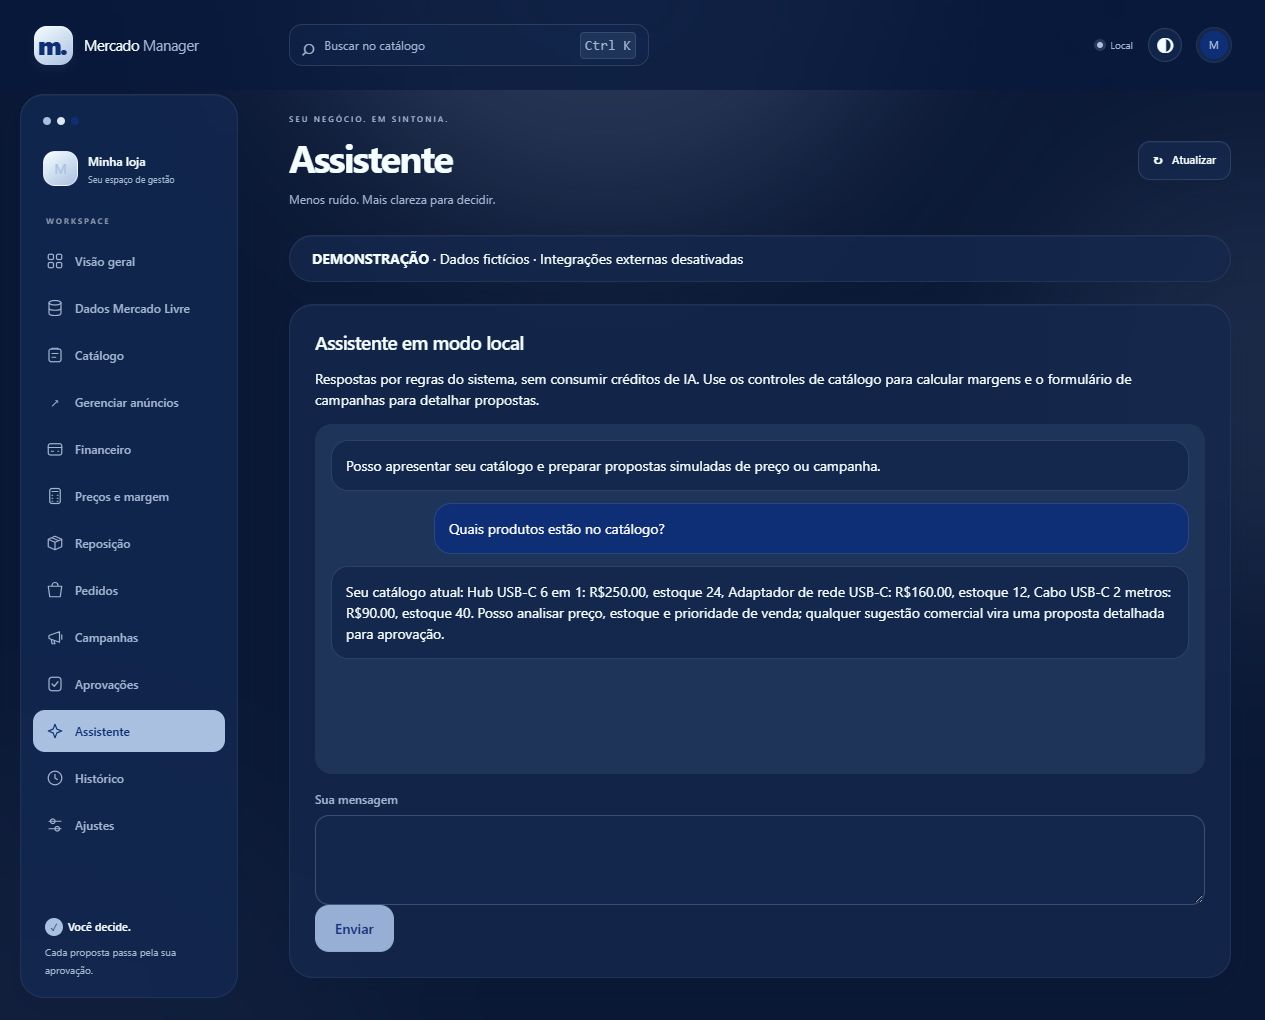 m.
Mercado Manager
Buscar no catálogo
Ctrl K
Local
M
Minha loja
M
Seu espaço de gestão
WORKSPACE
Visão geral
Dados Mercado Livre
Catálogo
Gerenciar anúncios
Financeiro
Preços e margem
Reposição
Pedidos
Campanhas
Aprovações
Assistente
Histórico
Ajustes
Você decide.
Cada proposta passa pela sua
aprovação.
SEU NEGÓCIO. EM SINTONIA.
Assistente
Menos ruído. Mais clareza para decidir.
Atualizar
DEMONSTRAÇÃO · Dados fictícios · Integrações externas desativadas
Assistente em modo local
Respostas por regras do sistema, sem consumir créditos de IA. Use os controles de catálogo para calcular margens e o formulário de
campanhas para detalhar propostas.
Posso apresentar seu catálogo e preparar propostas simuladas de preço ou campanha.
Quais produtos estão no catálogo?
Seu catálogo atual: Hub USB-C 6 em 1: R$250.00, estoque 24, Adaptador de rede USB-C: R$160.00, estoque 12, Cabo USB-C 2 metros:
R$90.00, estoque 40. Posso analisar preço, estoque e prioridade de venda; qualquer sugestão comercial vira uma proposta detalhada
para aprovação.
Sua mensagem
Enviar